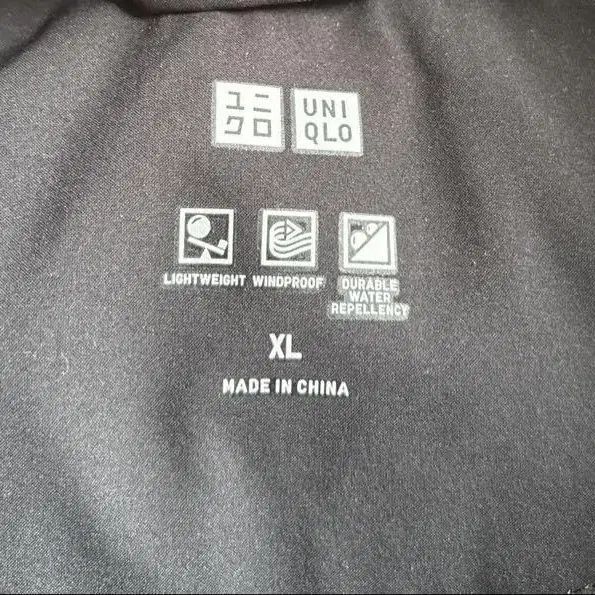 ユニ UNI
クロ QLO
LIGHTWEIGHT WINDPROOF DURABLE
WATER
REPELLENCY
XL
MADE IN CHINA